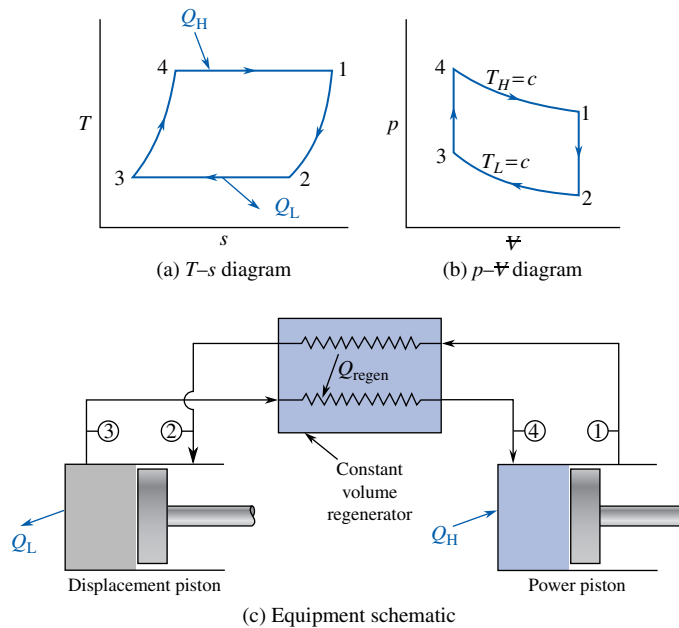 Q_H
4
1
T
3
2
Q_L
s
(a) T–s diagram
p
4
T_H = c
1
3
T_L = c
2
V̶
(b) p–V̶ diagram
Q_regen
3
2
4
1
Constant
volume
regenerator
Q_L
Q_H
Displacement piston
Power piston
(c) Equipment schematic